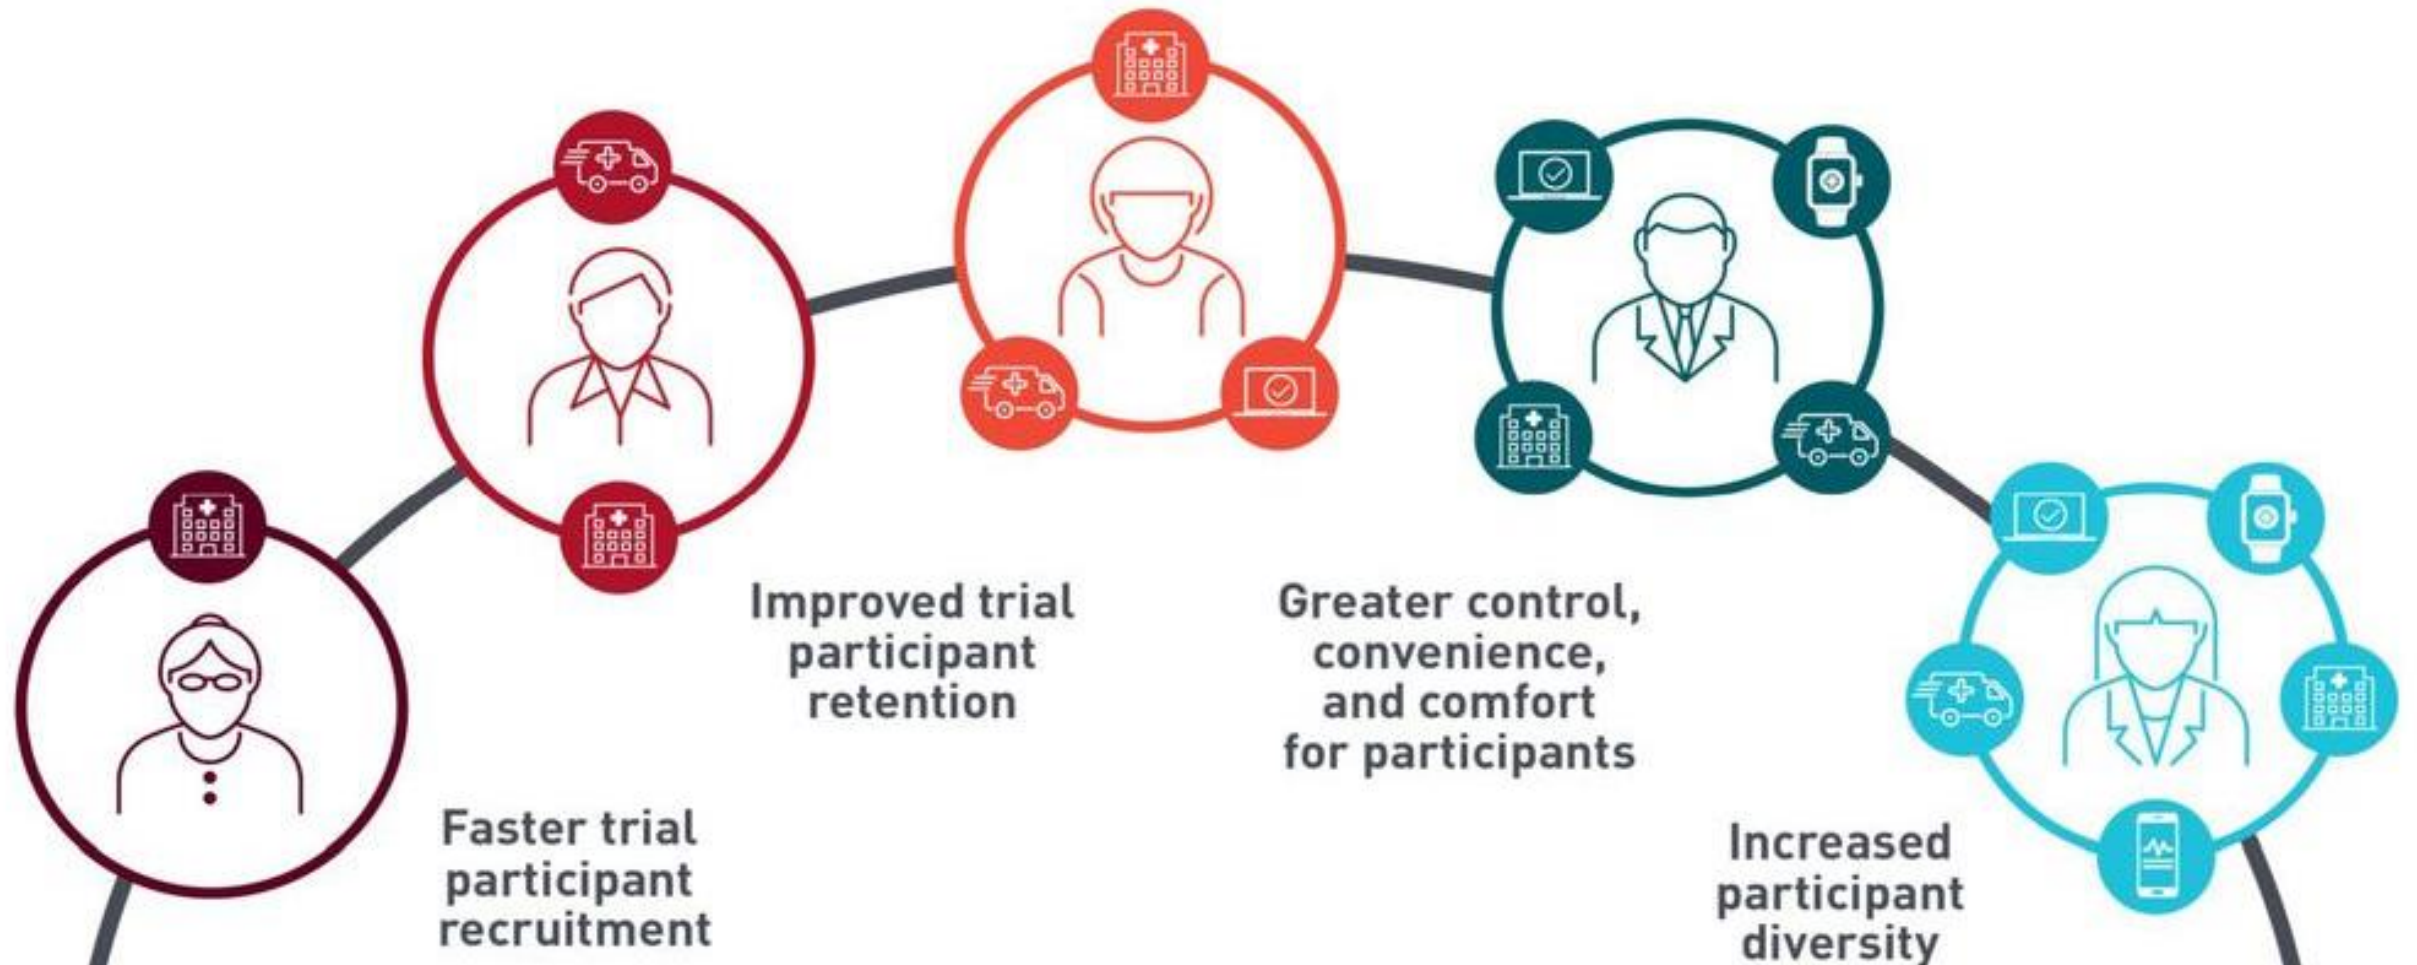 Improved trial
participant
retention
Greater control,
convenience,
and comfort
for participants
Faster trial
participant
recruitment
Increased
participant
diversity